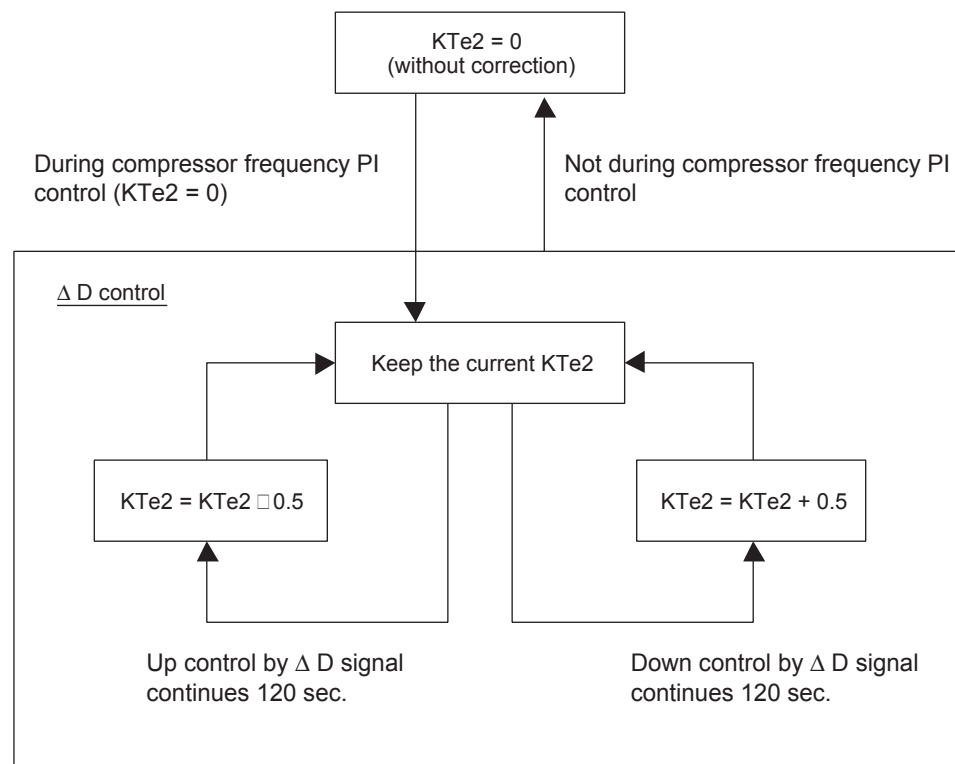 KTe2 = 0
(without correction)
During compressor frequency PI
control (KTe2 = 0)
Not during compressor frequency PI
control
Δ D control
Keep the current KTe2
KTe2 = KTe2 □ 0.5
KTe2 = KTe2 + 0.5
Up control by Δ D signal
continues 120 sec.
Down control by Δ D signal
continues 120 sec.